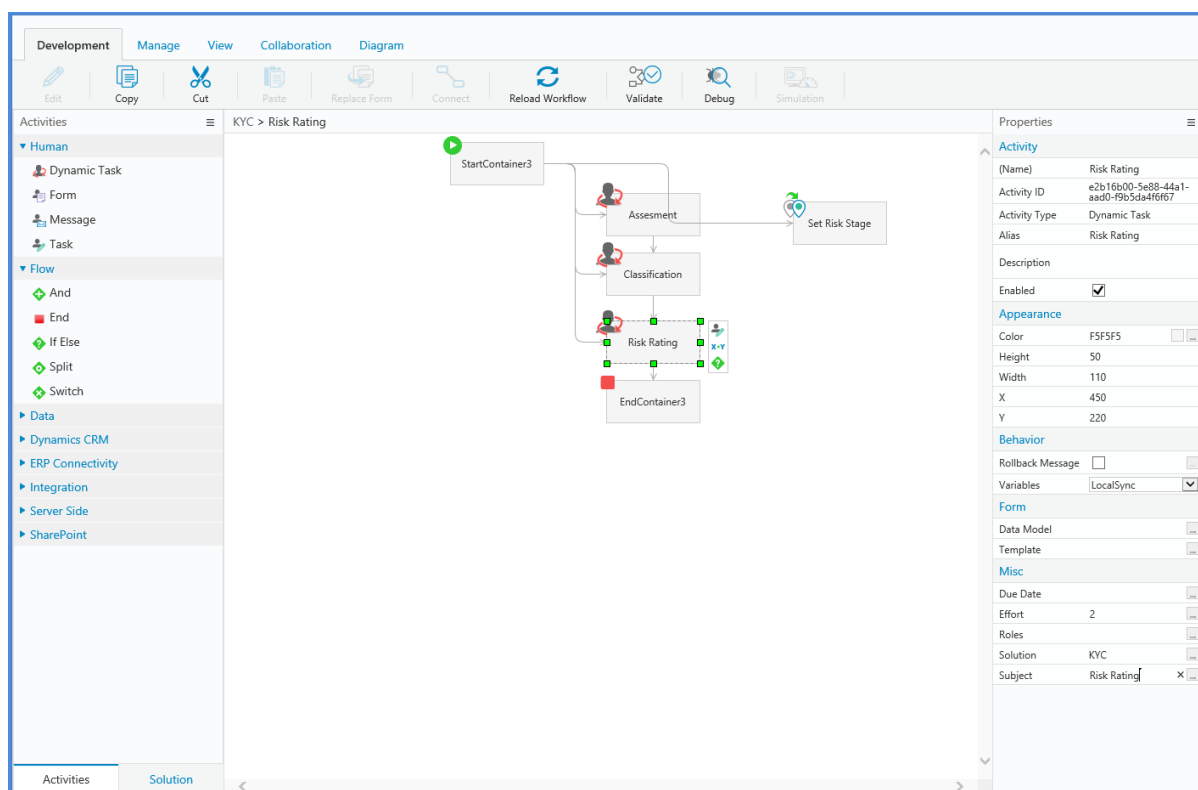 Development Manage View Collaboration Diagram
Edit Copy Cut Paste Replace Form Connect Reload Workflow Validate Debug Simulation
Activities
Human
Dynamic Task
Form
Message
Task
Flow
And
End
If Else
Split
Switch
Data
Dynamics CRM
ERP Connectivity
Integration
Server Side
SharePoint
Activities Solution
KYC > Risk Rating
StartContainer3
Assesment
Set Risk Stage
Classification
Risk Rating
X-Y
EndContainer3
Properties
Activity
(Name) Risk Rating
Activity ID e2b16b00-5e88-44a1-
aad0-f9b5da4f6f67
Activity Type Dynamic Task
Alias Risk Rating
Description
Enabled
Appearance
Color F5F5F5 ...
Height 50
Width 110
X 450
Y 220
Behavior
Rollback Message ...
Variables LocalSync
Form
Data Model ...
Template ...
Misc
Due Date ...
Effort 2 ...
Roles ...
Solution KYC ...
Subject Risk Rating × ...